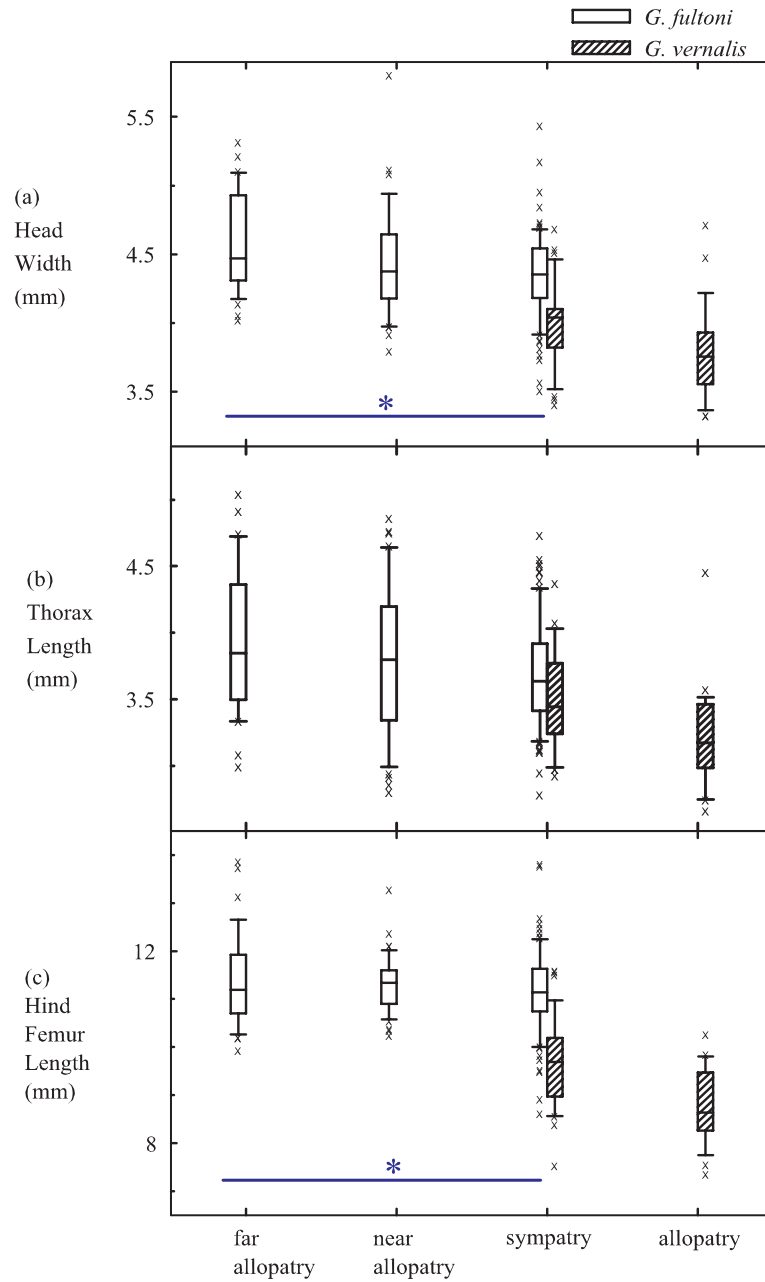 G. fultoni
G. vernalis
5.5
4.5
3.5
(a)
Head
Width
(mm)
*
4.5
3.5
(b)
Thorax
Length
(mm)
12
8
(c)
Hind
Femur
Length
(mm)
*
far
allopatry
near
allopatry
sympatry
allopatry